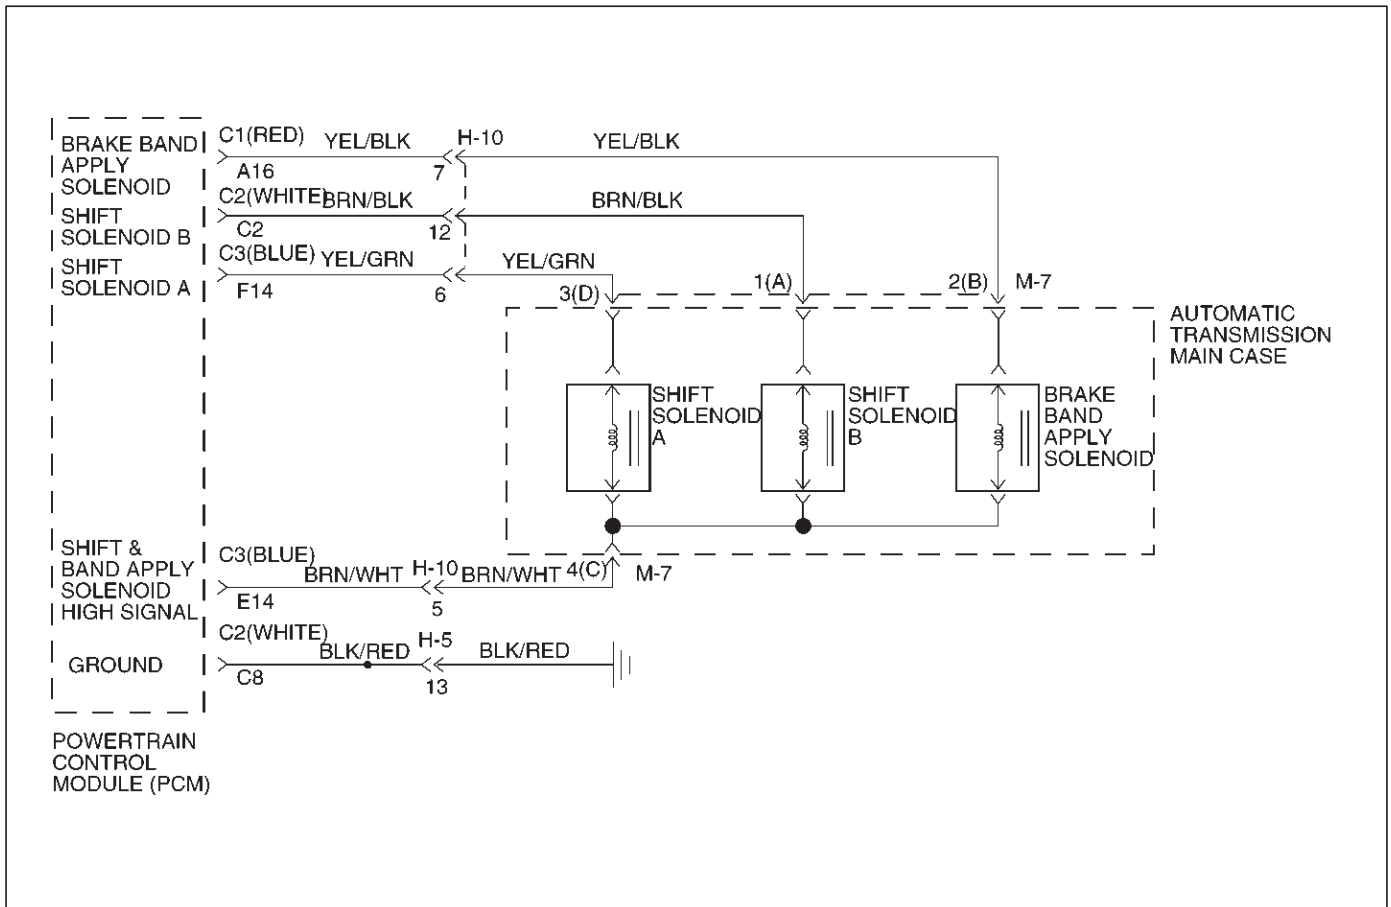 BRAKE BAND
APPLY
SOLENOID
C1(RED)
A16
YEL/BLK
H-10
7
YEL/BLK
SHIFT
SOLENOID B
C2(WHITE)
C2
BRN/BLK
12
BRN/BLK
SHIFT
SOLENOID A
C3(BLUE)
F14
YEL/GRN
6
YEL/GRN
3(D)
1(A)
2(B)
M-7
AUTOMATIC
TRANSMISSION
MAIN CASE
SHIFT
SOLENOID
A
SHIFT
SOLENOID
B
BRAKE
BAND
APPLY
SOLENOID
SHIFT &
BAND APPLY
SOLENOID
HIGH SIGNAL
C3(BLUE)
E14
BRN/WHT
H-10
5
BRN/WHT
4(C)
M-7
GROUND
C2(WHITE)
C8
BLK/RED
H-5
13
BLK/RED
POWERTRAIN
CONTROL
MODULE (PCM)